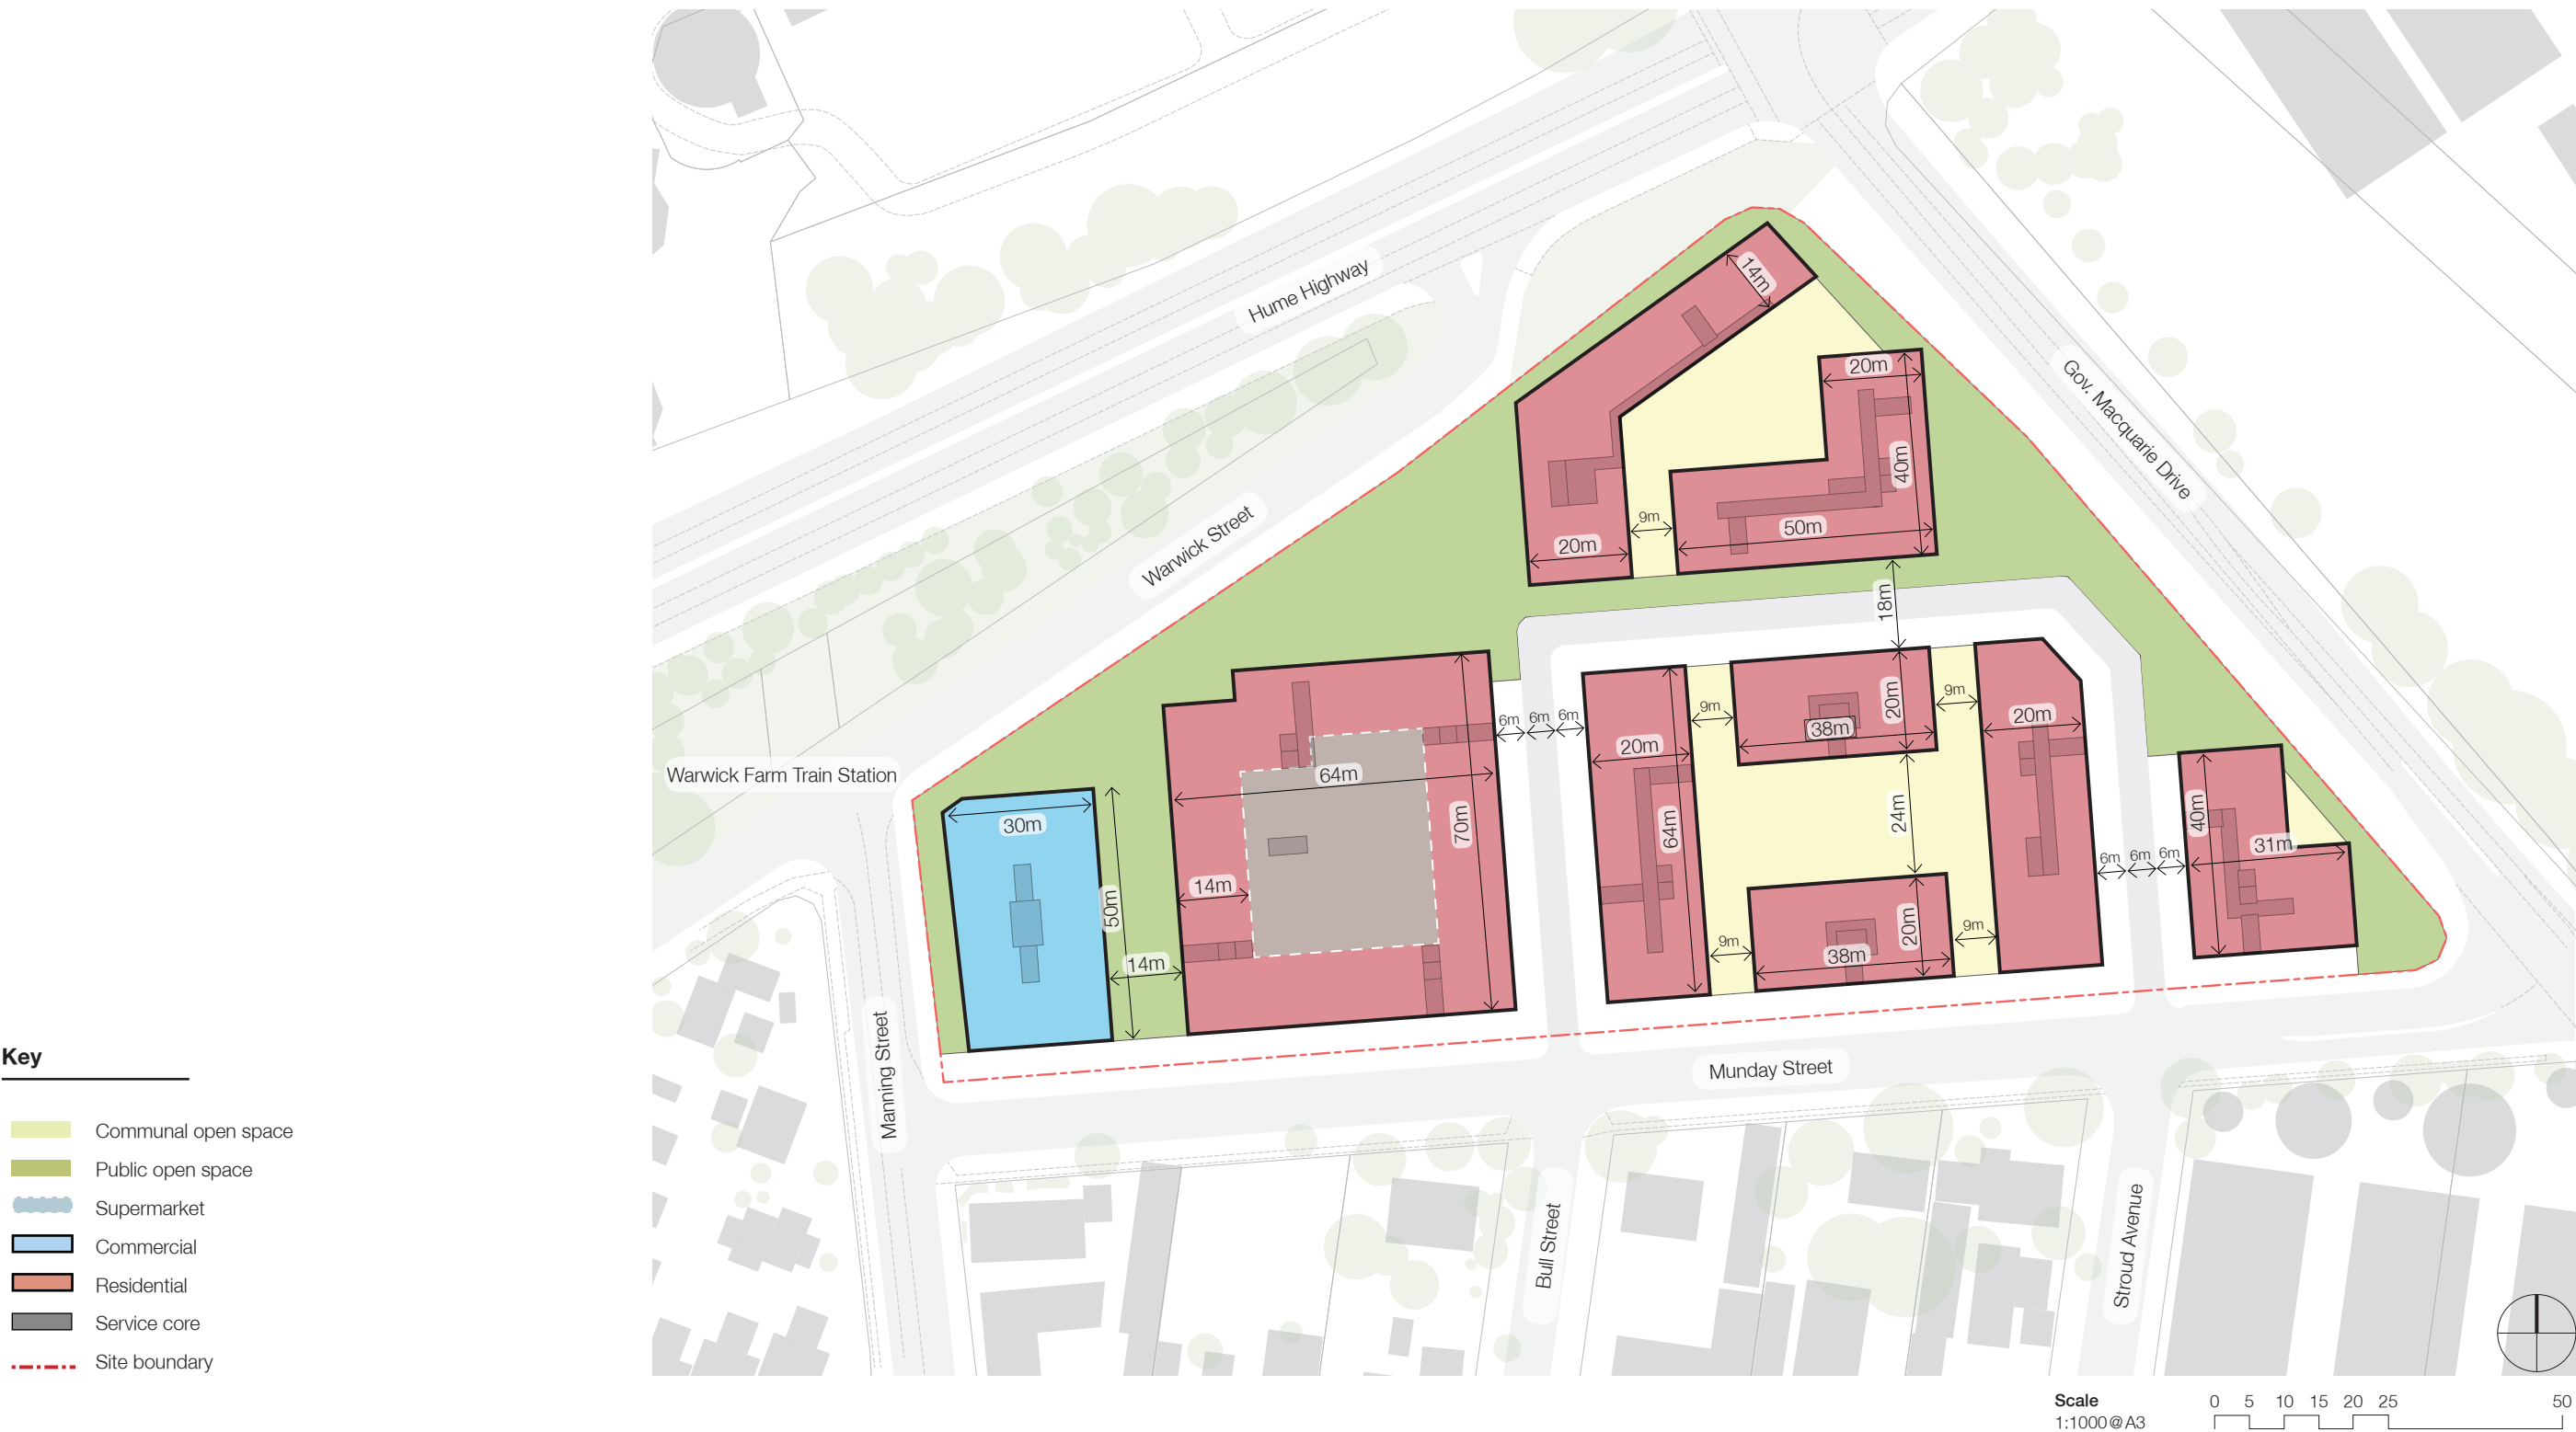 Hume Highway
Gov. Macquarie Drive
Warwick Street
Warwick Farm Train Station
Manning Street
Munday Street
Bull Street
Stroud Avenue
14m
20m
40m
9m
50m
20m
18m
30m
50m
14m
64m
70m
14m
6m
6m
6m
20m
64m
9m
38m
20m
9m
20m
24m
9m
38m
20m
9m
6m
6m
6m
40m
31m
Key
Communal open space
Public open space
Supermarket
Commercial
Residential
Service core
Site boundary
Scale
1:1000@A3
0 5 10 15 20 25 50